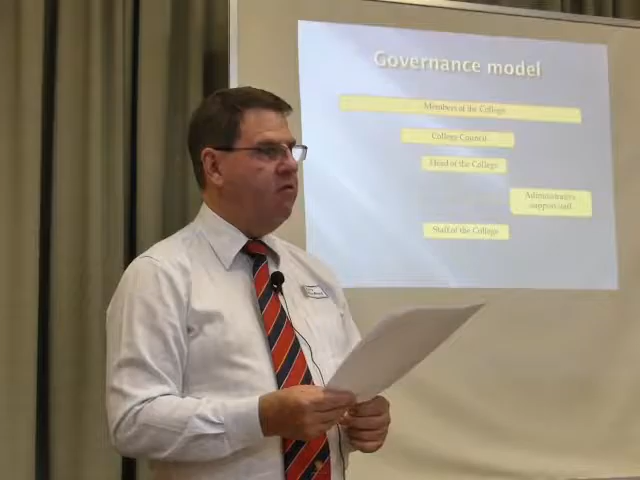 Governance model
Members of the College
College Council
Head of the College
Administrative
support staff
Staff of the College